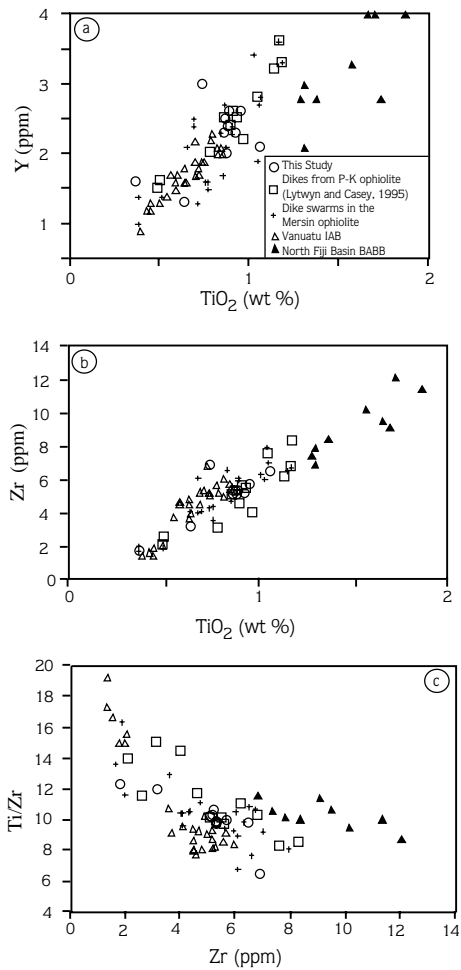 a
4
3
2
1
Y (ppm)
This Study
Dikes from P-K ophiolite
(Lytwyn and Casey, 1995)
Dike swarms in the
Mersin ophiolite
Vanuatu IAB
North Fiji Basin BABB
0 1 2
TiO2 (wt %)
b
14
12
10
8
6
4
2
0
Zr (ppm)
0 1 2
TiO2 (wt %)
c
20
18
16
14
12
10
8
6
4
Ti/Zr
0 2 4 6 8 10 12 14
Zr (ppm)